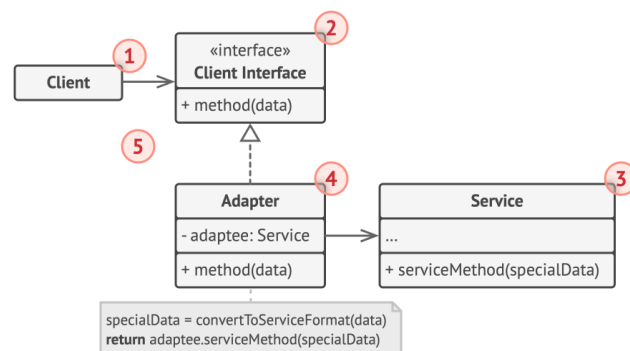 1
Client
2
«interface»
Client Interface
+ method(data)
5
4
Adapter
- adaptee: Service
+ method(data)
3
Service
...
+ serviceMethod(specialData)
specialData = convertToServiceFormat(data)
return adaptee.serviceMethod(specialData)